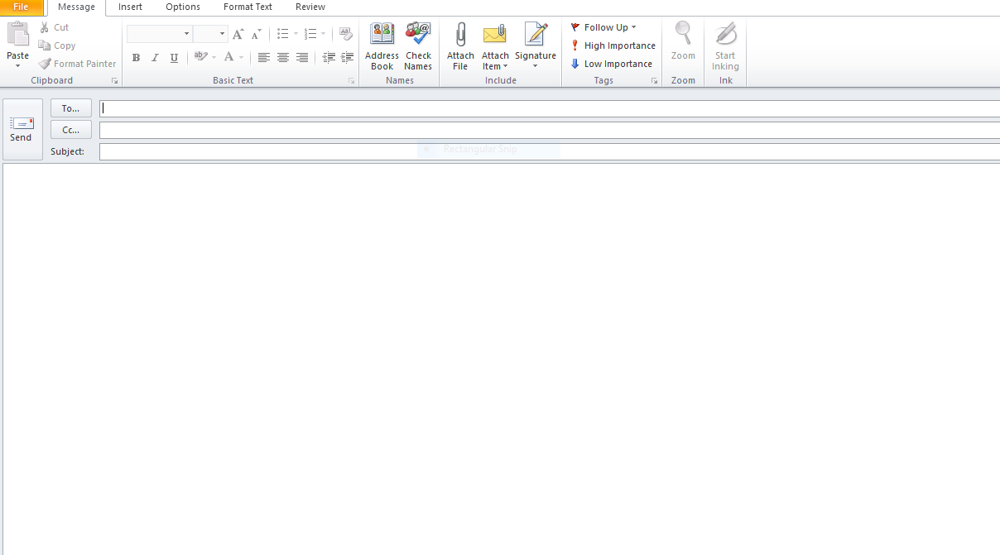 File Message Insert Options Format Text Review
Paste
Cut
Copy
Format Painter
Clipboard
B I U
A
Basic Text
Address Book
Check Names
Names
Attach File
Attach Item
Signature
Include
Follow Up
High Importance
Low Importance
Tags
Zoom
Zoom
Start Inking
Ink
Send
To...
Cc...
Rectangular Snip
Subject: